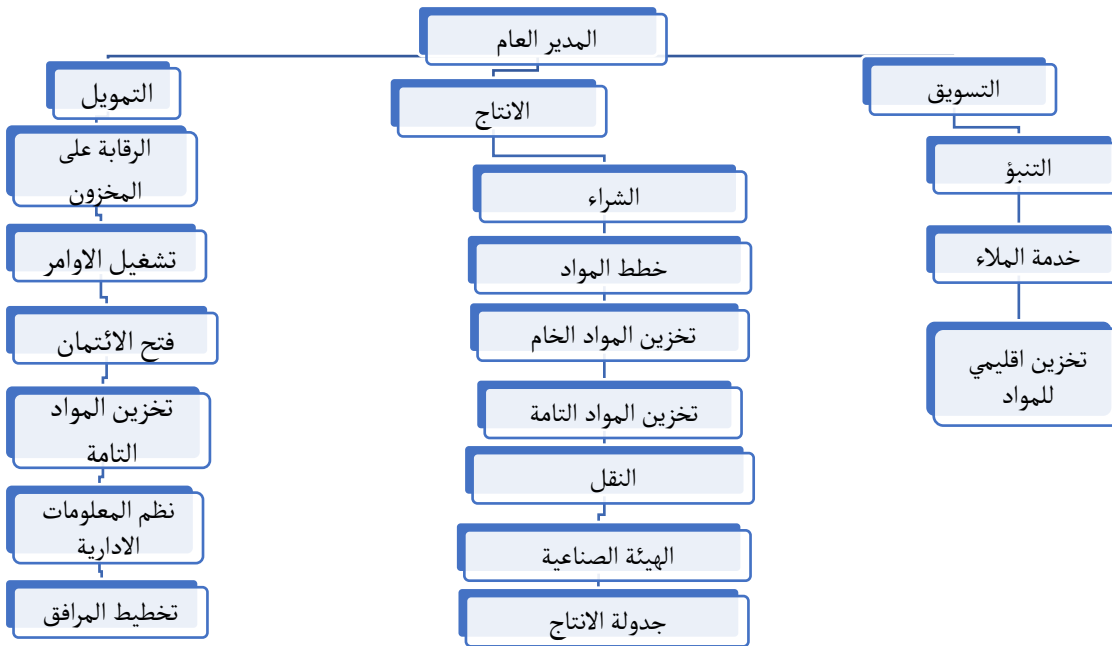 المدير العام
التسويق
التنبؤ
خدمة الملاء
تخزين اقليمي
للمواد
الانتاج
الشراء
خطط المواد
تخزين المواد الخام
تخزين المواد التامة
النقل
الهيئة الصناعية
جدولة الانتاج
التمويل
الرقابة على
المخزون
تشغيل الاوامر
فتح الائتمان
تخزين المواد
التامة
نظم المعلومات
الادارية
تخطيط المرافق